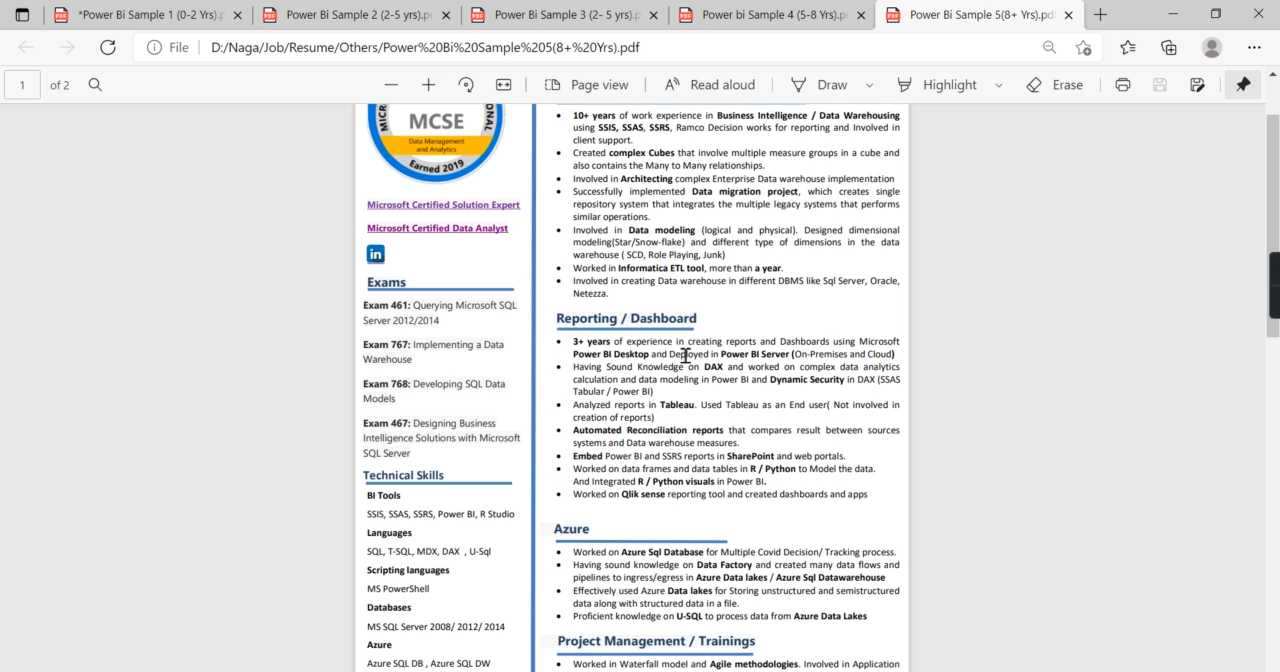 *Power Bi Sample 1 (0-2 Yrs).p
Power Bi Sample 2 (2-5 yrs).p
Power Bi Sample 3 (2- 5 yrs).p
Power bi Sample 4 (5-8 Yrs).p
Power Bi Sample 5(8+ Yrs).pdf
File
D:/Naga/Job/Resume/Others/Power%20Bi%20Sample%205(8+%20Yrs).pdf
1 of 2
Page view
Read aloud
Draw
Highlight
Erase
MCSE
Data Management
and Analytics
Earned 2019
Microsoft Certified Solution Expert
Microsoft Certified Data Analyst
in
Exams
Exam 461: Querying Microsoft SQL
Server 2012/2014
Exam 767: Implementing a Data
Warehouse
Exam 768: Developing SQL Data
Models
Exam 467: Designing Business
Intelligence Solutions with Microsoft
SQL Server
Technical Skills
BI Tools
SSIS, SSAS, SSRS, Power BI, R Studio
Languages
SQL, T-SQL, MDX, DAX , U-Sql
Scripting languages
MS PowerShell
Databases
MS SQL Server 2008/ 2012/ 2014
Azure
Azure SQL DB , Azure SQL DW
• 10+ years of work experience in Business Intelligence / Data Warehousing
using SSIS, SSAS, SSRS, Ramco Decision works for reporting and Involved in
client support.
• Created complex Cubes that involve multiple measure groups in a cube and
also contains the Many to Many relationships.
• Involved in Architecting complex Enterprise Data warehouse implementation
• Successfully implemented Data migration project, which creates single
repository system that integrates the multiple legacy systems that performs
similar operations.
• Involved in Data modeling (logical and physical). Designed dimensional
modeling(Star/Snow-flake) and different type of dimensions in the data
warehouse ( SCD, Role Playing, Junk)
• Worked in Informatica ETL tool, more than a year.
• Involved in creating Data warehouse in different DBMS like Sql Server, Oracle,
Netezza.
Reporting / Dashboard
• 3+ years of experience in creating reports and Dashboards using Microsoft
Power BI Desktop and Deployed in Power BI Server (On-Premises and Cloud)
• Having Sound Knowledge on DAX and worked on complex data analytics
calculation and data modeling in Power BI and Dynamic Security in DAX (SSAS
Tabular / Power BI)
• Analyzed reports in Tableau. Used Tableau as an End user( Not involved in
creation of reports)
• Automated Reconciliation reports that compares result between sources
systems and Data warehouse measures.
• Embed Power BI and SSRS reports in SharePoint and web portals.
• Worked on data frames and data tables in R / Python to Model the data.
And Integrated R / Python visuals in Power BI.
• Worked on Qlik sense reporting tool and created dashboards and apps
Azure
• Worked on Azure Sql Database for Multiple Covid Decision/ Tracking process.
• Having sound knowledge on Data Factory and created many data flows and
pipelines to ingress/egress in Azure Data lakes / Azure Sql Datawarehouse
• Effectively used Azure Data lakes for Storing unstructured and semistructured
data along with structured data in a file.
• Proficient knowledge on U-SQL to process data from Azure Data Lakes
Project Management / Trainings
• Worked in Waterfall model and Agile methodologies. Involved in Application